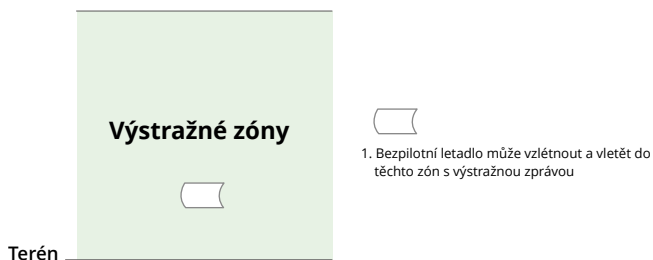 Výstražné zóny
1. Bezpilotní letadlo může vzlétnout a vletět do
těchto zón s výstražnou zprávou
Terén